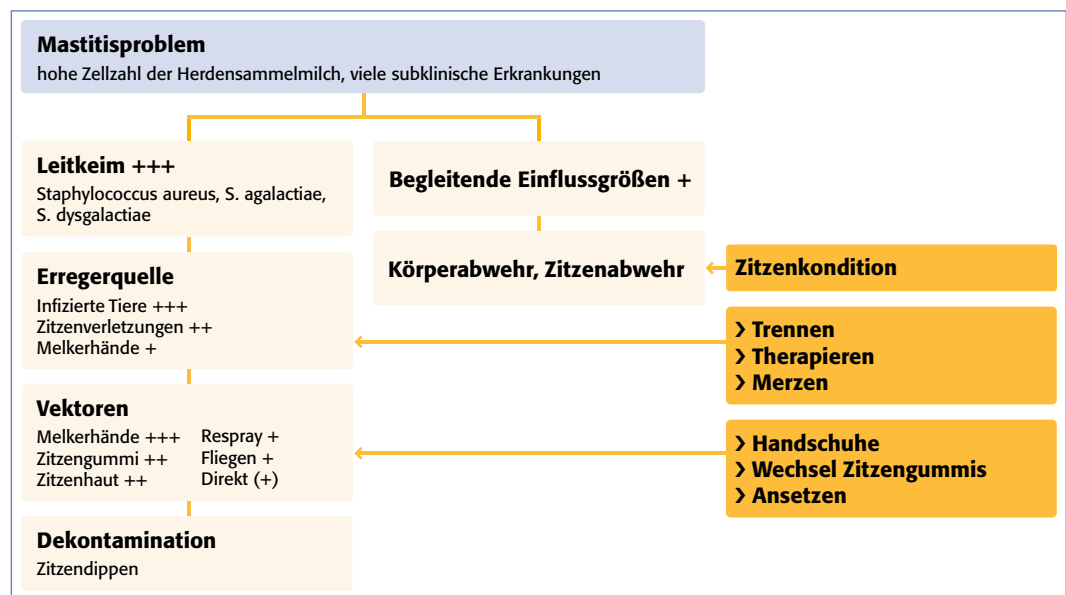 Mastitisproblem
hohe Zellzahl der Herdensammelmilch, viele subklinische Erkrankungen
Leitkeim +++
Staphylococcus aureus, S. agalactiae,
S. dysgalactiae
Begleitende Einflussgrößen +
Erregerquelle
Infizierte Tiere +++
Zitzenverletzungen ++
Melkerhände +
Körperabwehr, Zitzenabwehr
Zitzenkondition
❯ Trennen
❯ Therapieren
❯ Merzen
Vektoren
Melkerhände +++
Zitzengummi ++
Zitzenhaut ++
Respray +
Fliegen +
Direkt (+)
❯ Handschuhe
❯ Wechsel Zitzengummis
❯ Ansetzen
Dekontamination
Zitzendippen